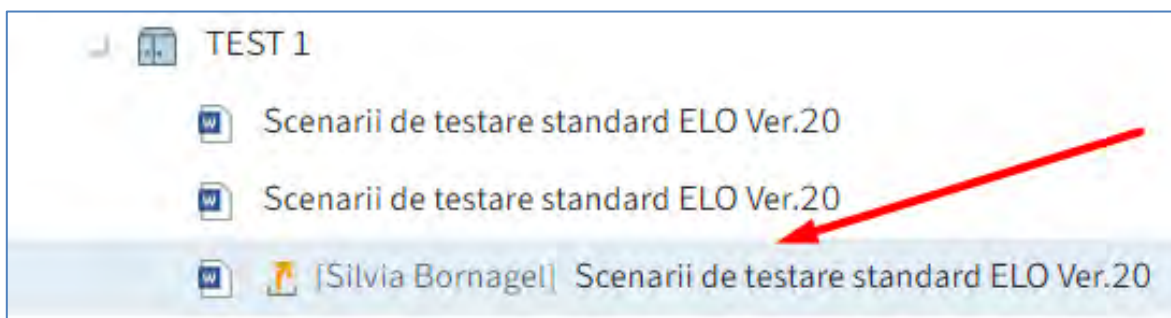 TEST 1
Scenarii de testare standard ELO Ver.20
Scenarii de testare standard ELO Ver.20
[Silvia Bornagel] Scenarii de testare standard ELO Ver.20